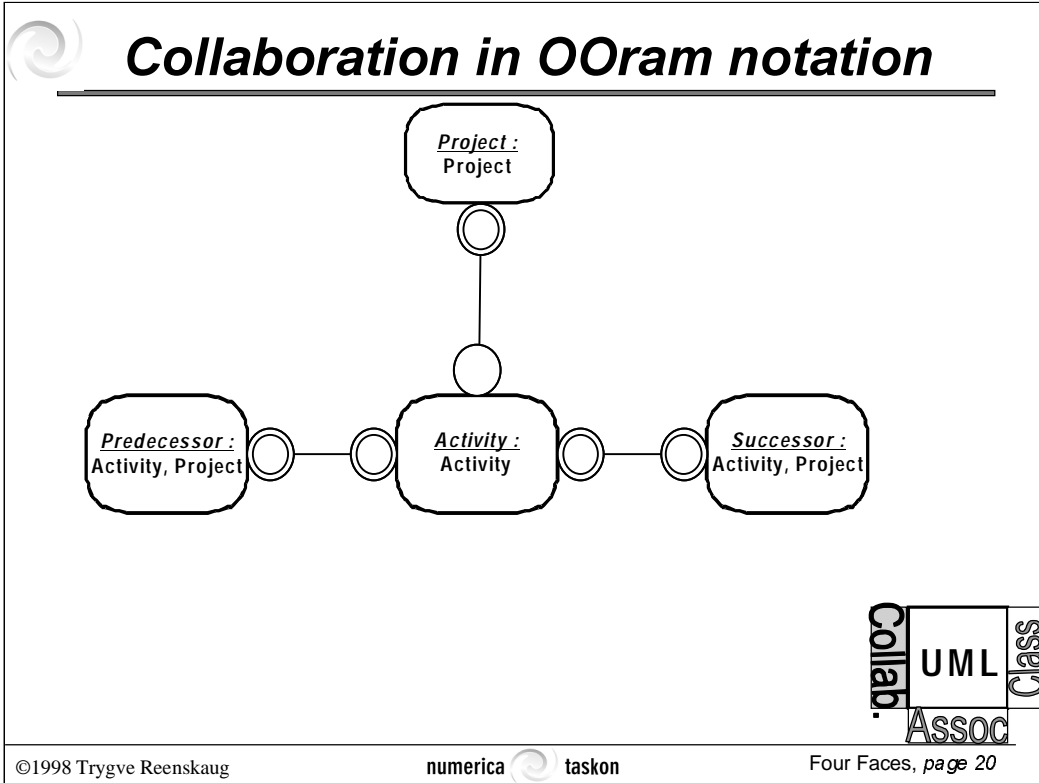 Collaboration in OOram notation
Project :
Project
Predecessor :
Activity, Project
Activity :
Activity
Successor :
Activity, Project
Collab.
UML
Class
Assoc
©1998 Trygve Reenskaug
numerica taskon
Four Faces, page 20